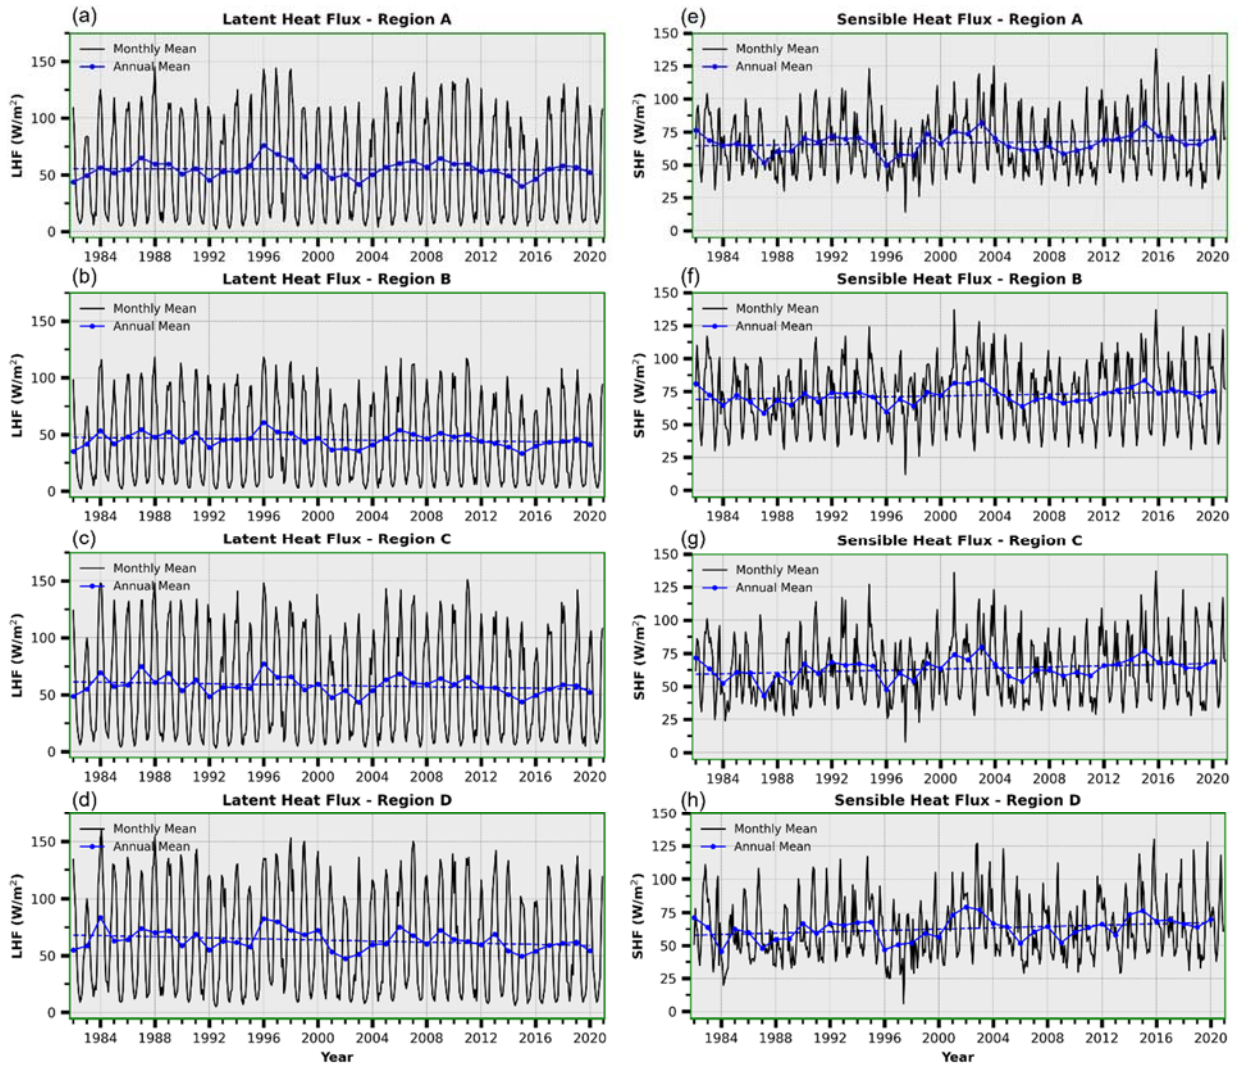 (a) Latent Heat Flux - Region A
150
100
50
0
LHF (W/m²)
Monthly Mean
Annual Mean
1984 1988 1992 1996 2000 2004 2008 2012 2016 2020
(e) Sensible Heat Flux - Region A
150
125
100
75
50
25
0
SHF (W/m²)
Monthly Mean
Annual Mean
1984 1988 1992 1996 2000 2004 2008 2012 2016 2020
(b) Latent Heat Flux - Region B
150
100
50
0
LHF (W/m²)
Monthly Mean
Annual Mean
1984 1988 1992 1996 2000 2004 2008 2012 2016 2020
(f) Sensible Heat Flux - Region B
150
125
100
75
50
25
0
SHF (W/m²)
Monthly Mean
Annual Mean
1984 1988 1992 1996 2000 2004 2008 2012 2016 2020
(c) Latent Heat Flux - Region C
150
100
50
0
LHF (W/m²)
Monthly Mean
Annual Mean
1984 1988 1992 1996 2000 2004 2008 2012 2016 2020
(g) Sensible Heat Flux - Region C
150
125
100
75
50
25
0
SHF (W/m²)
Monthly Mean
Annual Mean
1984 1988 1992 1996 2000 2004 2008 2012 2016 2020
(d) Latent Heat Flux - Region D
150
100
50
0
LHF (W/m²)
Monthly Mean
Annual Mean
1984 1988 1992 1996 2000 2004 2008 2012 2016 2020
Year
(h) Sensible Heat Flux - Region D
150
125
100
75
50
25
0
SHF (W/m²)
Monthly Mean
Annual Mean
1984 1988 1992 1996 2000 2004 2008 2012 2016 2020
Year